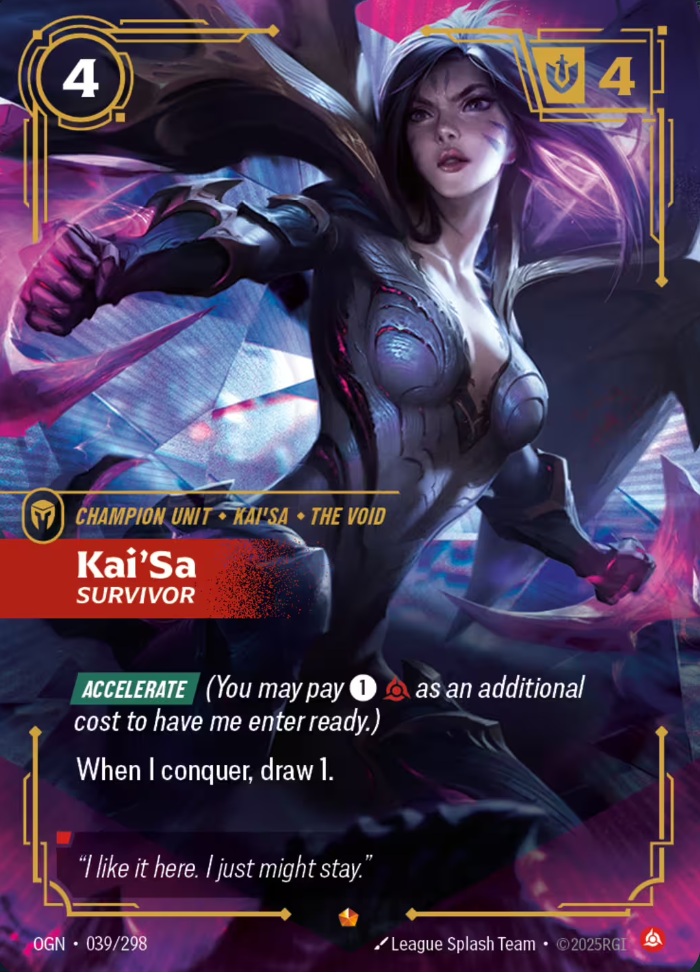 4
4
CHAMPION UNIT • KAI'SA • THE VOID
Kai'Sa
SURVIVOR
ACCELERATE (You may pay 1 as an additional
cost to have me enter ready.)
When I conquer, draw 1.
“I like it here. I just might stay.”
OGN • 039/298
League Splash Team • ©2025RGI